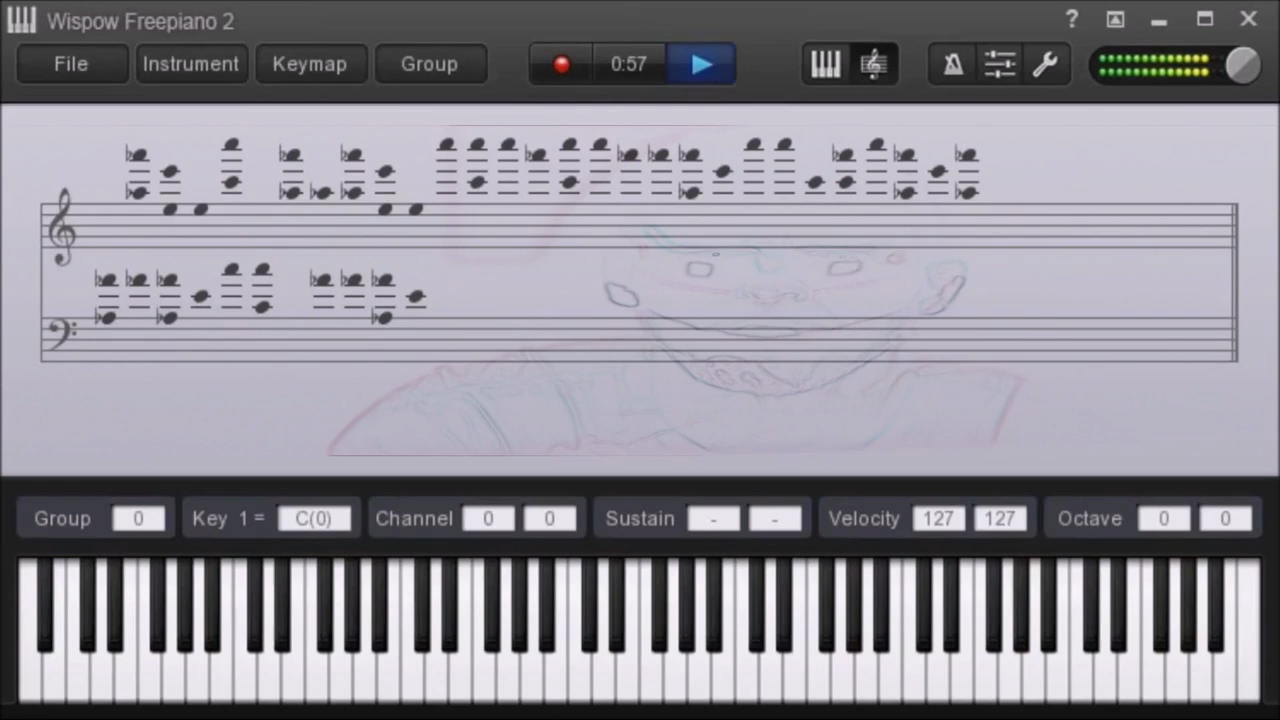 Wispow Freepiano 2
?
File Instrument Keymap Group 0:57
Group 0 Key 1 = C(0) Channel 0 0 Sustain - - Velocity 127 127 Octave 0 0